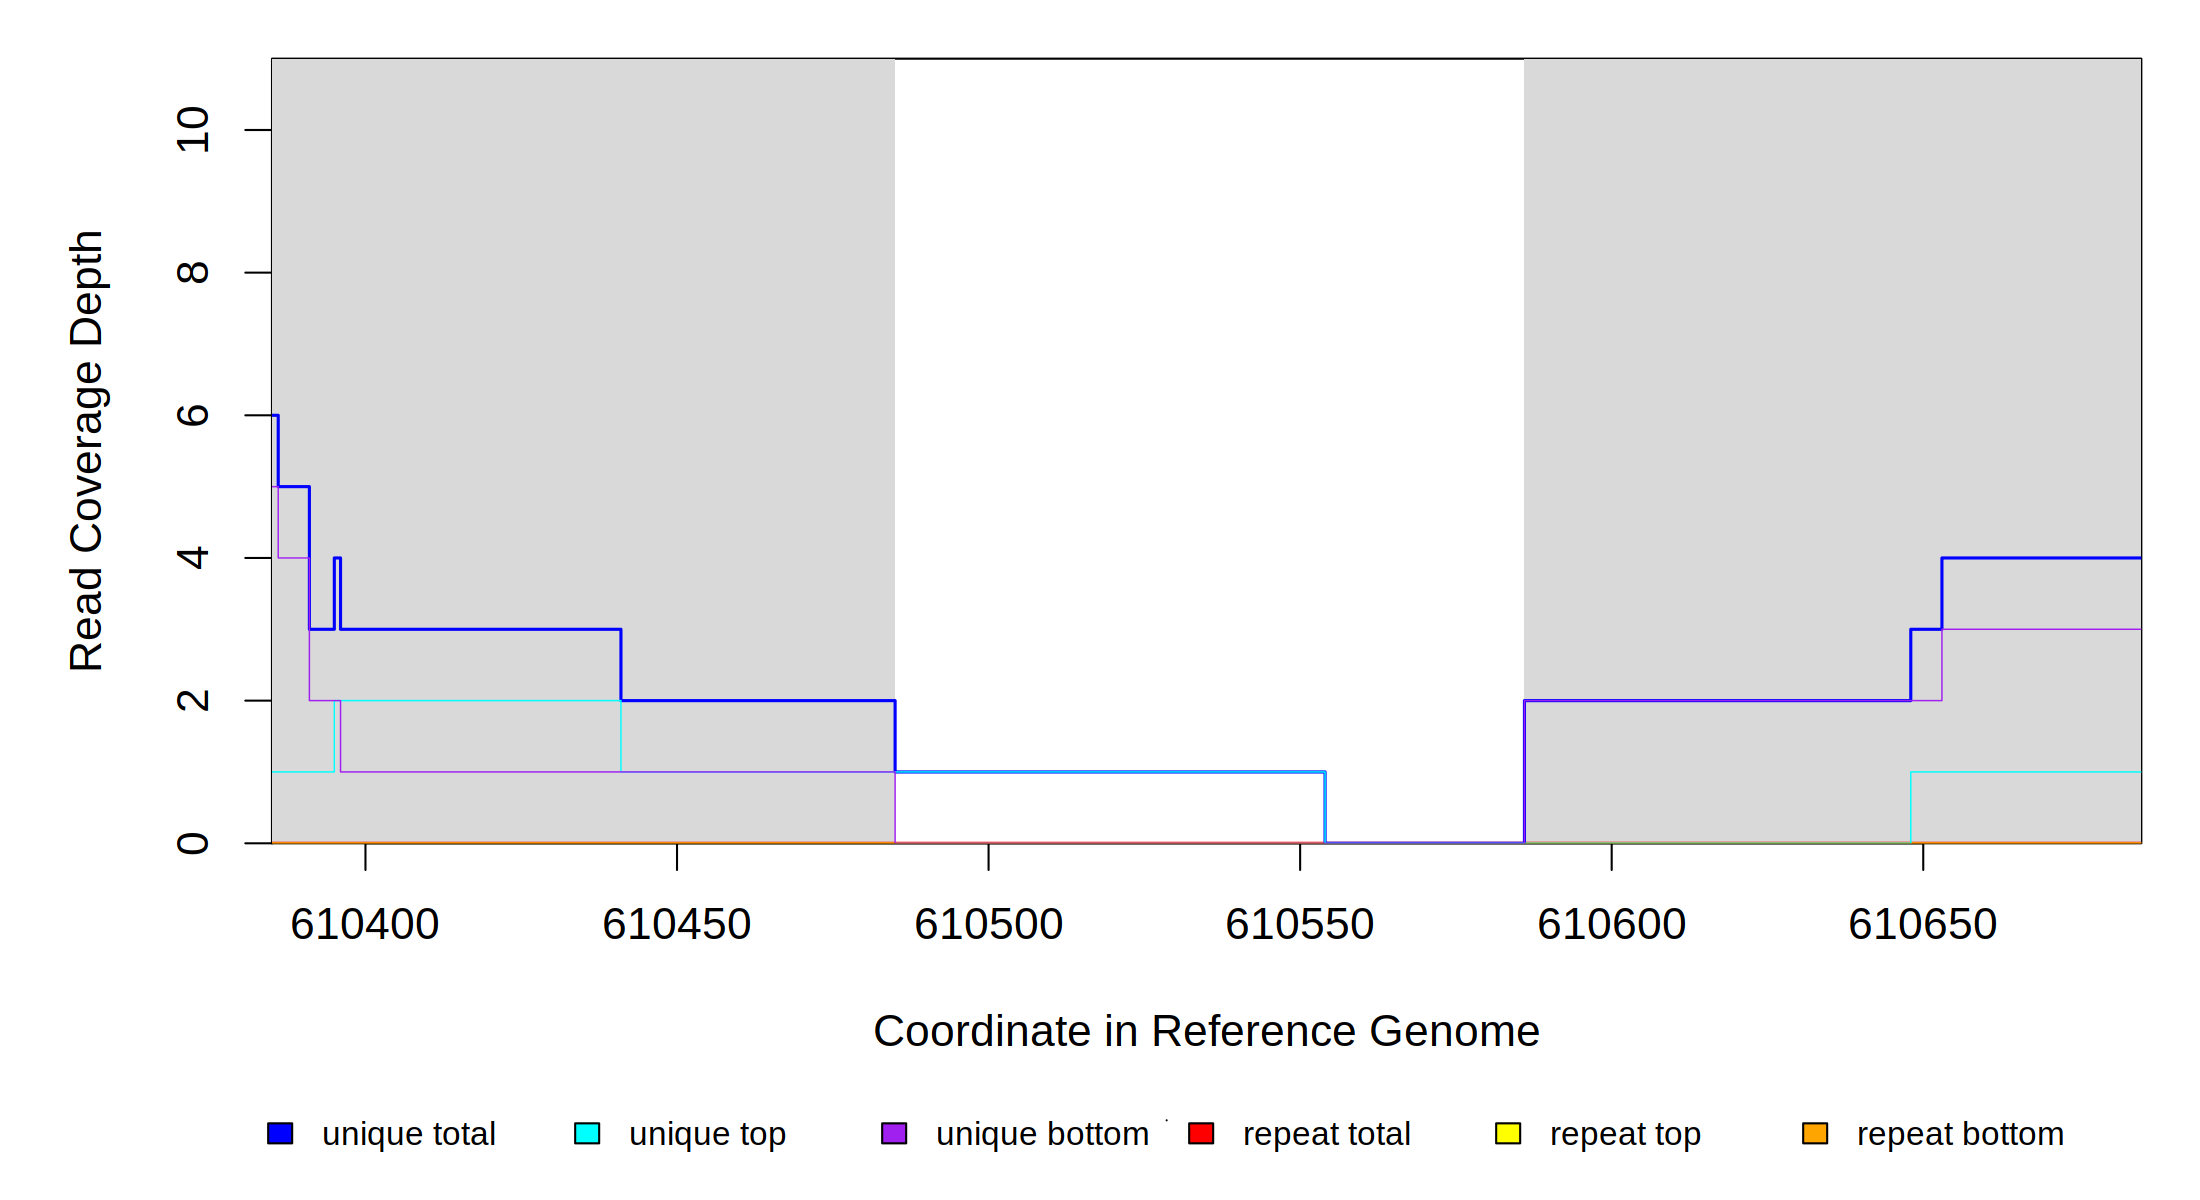 Read Coverage Depth
10
8
6
4
2
0
610400 610450 610500 610550 610600 610650
Coordinate in Reference Genome
unique total unique top unique bottom repeat total repeat top repeat bottom